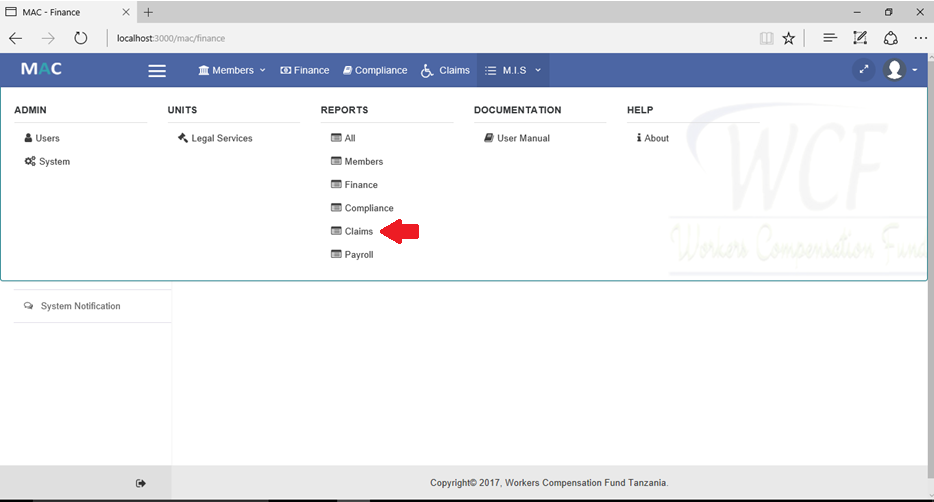 MAC - Finance
localhost:3000/mac/finance
MAC Members Finance Compliance Claims M.I.S
ADMIN UNITS REPORTS DOCUMENTATION HELP
Users Legal Services All User Manual About
System Members
Finance
Compliance
Claims
Payroll
WCF
Workers Compensation Fund
System Notification
Copyright© 2017, Workers Compensation Fund Tanzania.